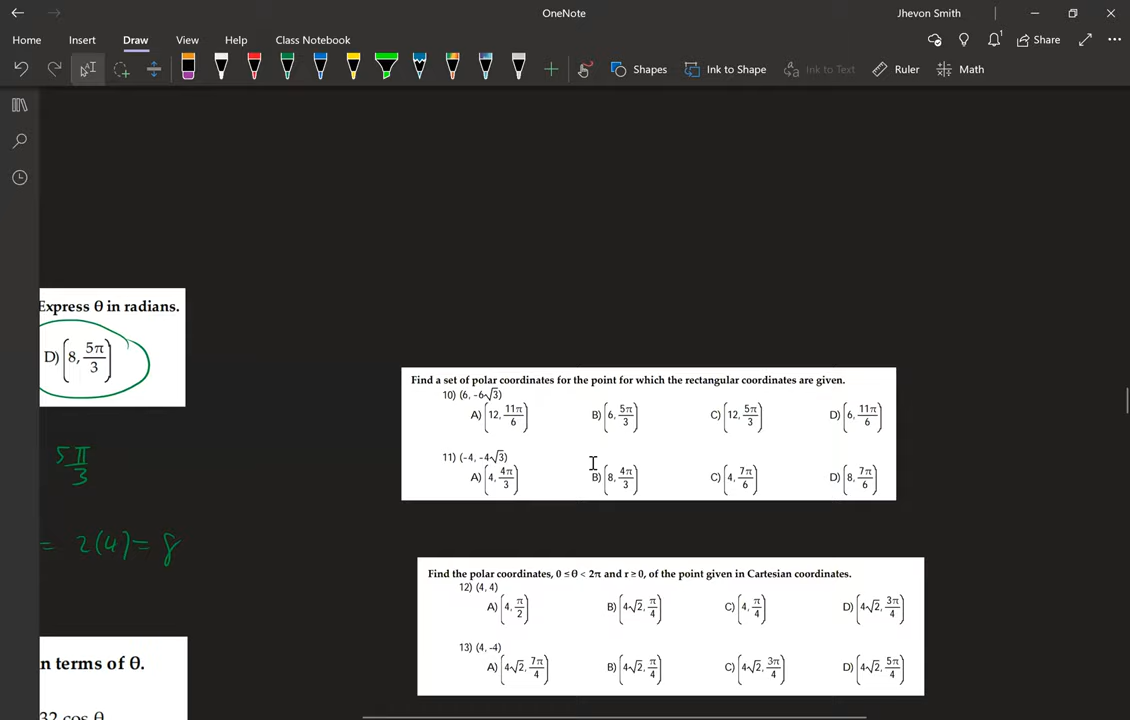 OneNote
Jhevon Smith
Home Insert Draw View Help Class Notebook
Share
Shapes Ink to Shape Ink to Text Ruler Math
Express θ in radians.
D) (8, 5π/3)
5π/3
= 2(4) = 8
n terms of θ.
32 cos θ
Find a set of polar coordinates for the point for which the rectangular coordinates are given.
10) (6, -6√3)
A) (12, 11π/6) B) (6, 5π/3) C) (12, 5π/3) D) (6, 11π/6)
11) (-4, -4√3)
A) (4, 4π/3) B) (8, 4π/3) C) (4, 7π/6) D) (8, 7π/6)
Find the polar coordinates, 0 ≤ θ < 2π and r ≥ 0, of the point given in Cartesian coordinates.
12) (4, 4)
A) (4, π/2) B) (4√2, π/4) C) (4, π/4) D) (4√2, 3π/4)
13) (4, -4)
A) (4√2, 7π/4) B) (4√2, π/4) C) (4√2, 3π/4) D) (4√2, 5π/4)